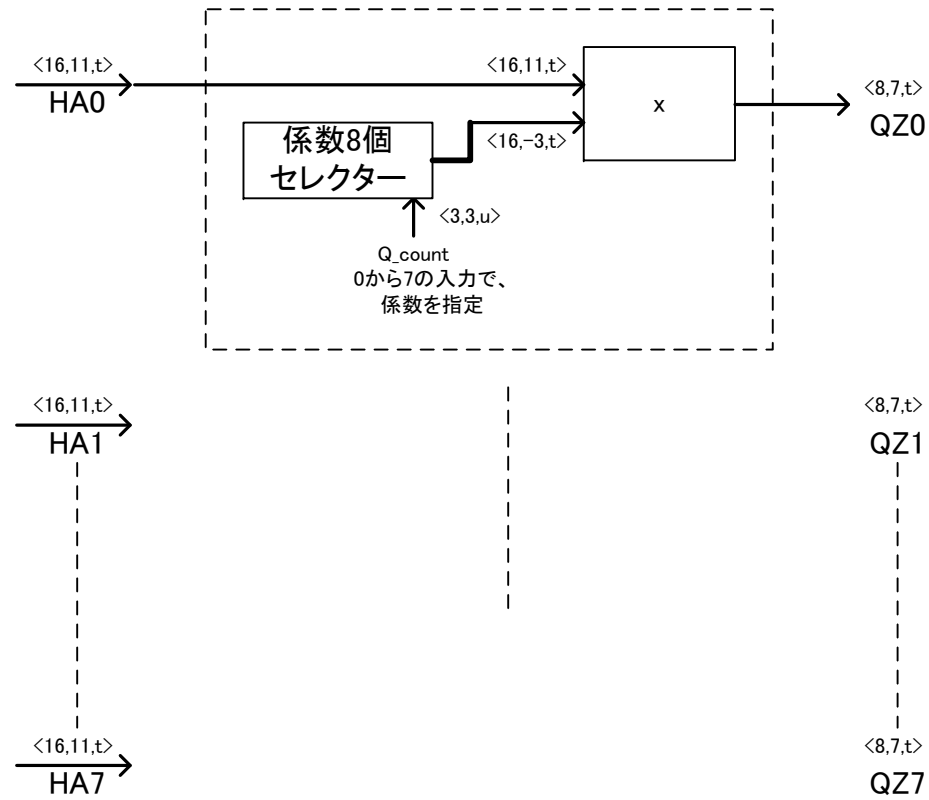 <16,11,t>
HA0
<16,11,t>
<16,-3,t>
x
<8,7,t>
QZ0
係数8個
セレクター
<3,3,u>
Q_count
0から7の入力で、
係数を指定
<16,11,t>
HA1
<8,7,t>
QZ1
<16,11,t>
HA7
<8,7,t>
QZ7